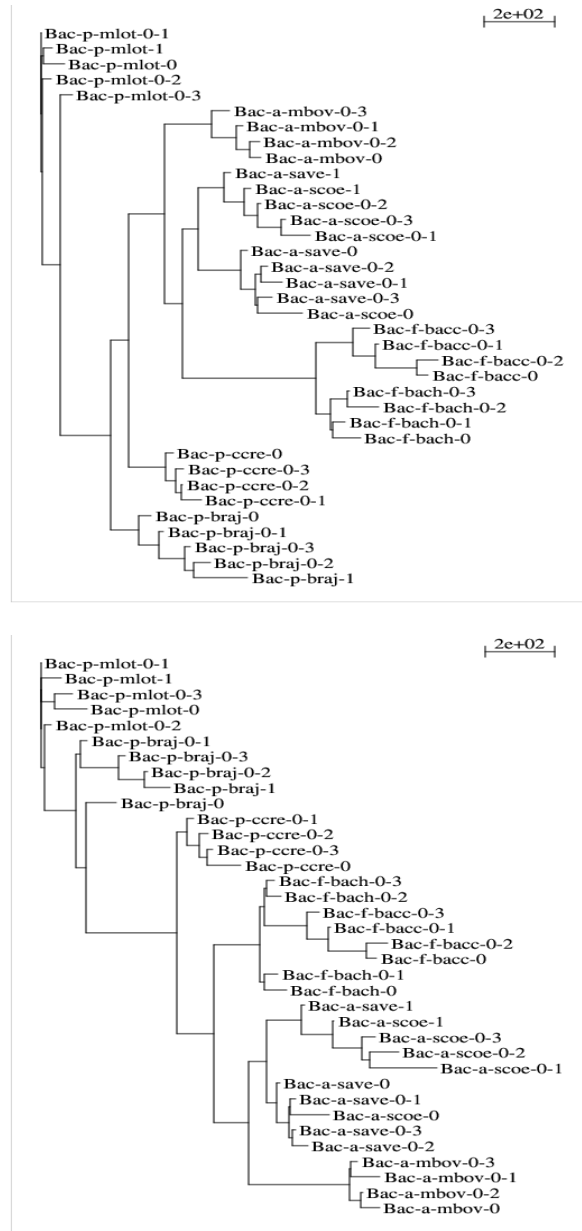 2e+02
Bac-p-mlot-0-1
Bac-p-mlot-1
Bac-p-mlot-0
Bac-p-mlot-0-2
Bac-p-mlot-0-3
Bac-a-mbov-0-3
Bac-a-mbov-0-1
Bac-a-mbov-0-2
Bac-a-mbov-0
Bac-a-save-1
Bac-a-scoe-1
Bac-a-scoe-0-2
Bac-a-scoe-0-3
Bac-a-scoe-0-1
Bac-a-save-0
Bac-a-save-0-2
Bac-a-save-0-1
Bac-a-save-0-3
Bac-a-scoe-0
Bac-f-bacc-0-3
Bac-f-bacc-0-1
Bac-f-bacc-0-2
Bac-f-bacc-0
Bac-f-bach-0-3
Bac-f-bach-0-2
Bac-f-bach-0-1
Bac-f-bach-0
Bac-p-ccre-0
Bac-p-ccre-0-3
Bac-p-ccre-0-2
Bac-p-ccre-0-1
Bac-p-braj-0
Bac-p-braj-0-1
Bac-p-braj-0-3
Bac-p-braj-0-2
Bac-p-braj-1
2e+02
Bac-p-mlot-0-1
Bac-p-mlot-1
Bac-p-mlot-0-3
Bac-p-mlot-0
Bac-p-mlot-0-2
Bac-p-braj-0-1
Bac-p-braj-0-3
Bac-p-braj-0-2
Bac-p-braj-1
Bac-p-braj-0
Bac-p-ccre-0-1
Bac-p-ccre-0-2
Bac-p-ccre-0-3
Bac-p-ccre-0
Bac-f-bach-0-3
Bac-f-bach-0-2
Bac-f-bacc-0-3
Bac-f-bacc-0-1
Bac-f-bacc-0-2
Bac-f-bacc-0
Bac-f-bach-0-1
Bac-f-bach-0
Bac-a-save-1
Bac-a-scoe-1
Bac-a-scoe-0-3
Bac-a-scoe-0-2
Bac-a-scoe-0-1
Bac-a-save-0
Bac-a-save-0-1
Bac-a-scoe-0
Bac-a-save-0-3
Bac-a-save-0-2
Bac-a-mbov-0-3
Bac-a-mbov-0-1
Bac-a-mbov-0-2
Bac-a-mbov-0